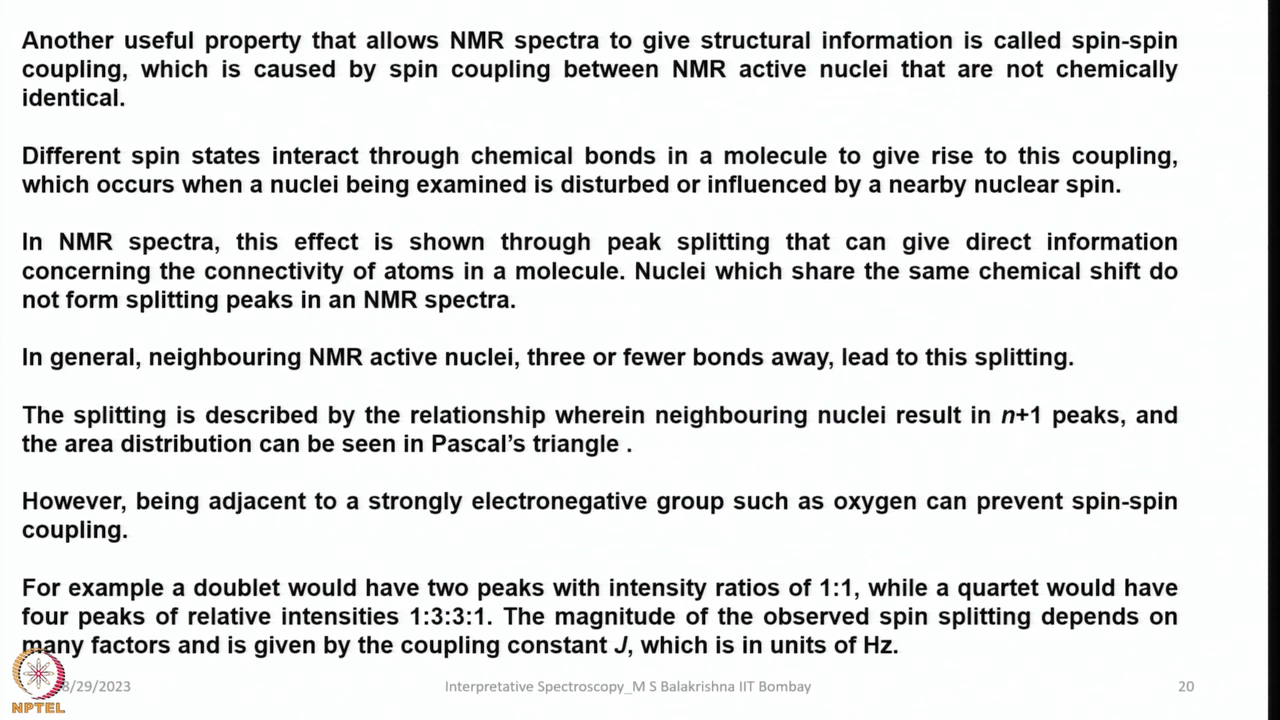 Another useful property that allows NMR spectra to give structural information is called spin-spin
coupling, which is caused by spin coupling between NMR active nuclei that are not chemically
identical.
Different spin states interact through chemical bonds in a molecule to give rise to this coupling,
which occurs when a nuclei being examined is disturbed or influenced by a nearby nuclear spin.
In NMR spectra, this effect is shown through peak splitting that can give direct information
concerning the connectivity of atoms in a molecule. Nuclei which share the same chemical shift do
not form splitting peaks in an NMR spectra.
In general, neighbouring NMR active nuclei, three or fewer bonds away, lead to this splitting.
The splitting is described by the relationship wherein neighbouring nuclei result in n+1 peaks, and
the area distribution can be seen in Pascal's triangle .
However, being adjacent to a strongly electronegative group such as oxygen can prevent spin-spin
coupling.
For example a doublet would have two peaks with intensity ratios of 1:1, while a quartet would have
four peaks of relative intensities 1:3:3:1. The magnitude of the observed spin splitting depends on
many factors and is given by the coupling constant J, which is in units of Hz.
8/29/2023 Interpretative Spectroscopy_M S Balakrishna IIT Bombay 20
NPTEL